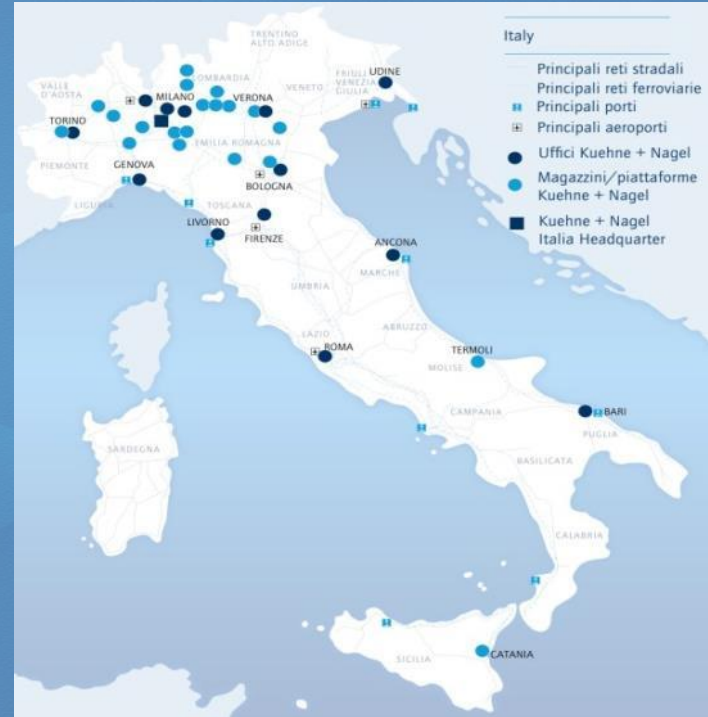 Italy
Principali reti stradali
Principali reti ferroviarie
Principali porti
Principali aeroporti
Uffici Kuehne + Nagel
Magazzini/piattaforme
Kuehne + Nagel
Kuehne + Nagel
Italia Headquarter
TRENTINO
ALTO ADIGE
FRIULI
VENEZIA
GIULIA
UDINE
VALLE
D'AOSTA
LOMBARDIA
VENETO
MILANO
VERONA
TORINO
EMILIA ROMAGNA
PIEMONTE
GENOVA
BOLOGNA
LIGURIA
TOSCANA
LIVORNO
FIRENZE
ANCONA
MARCHE
UMBRIA
LAZIO
ABRUZZO
ROMA
TERMOLI
MOLISE
CAMPANIA
BARI
PUGLIA
BASILICATA
SARDEGNA
CALABRIA
CATANIA
SICILIA